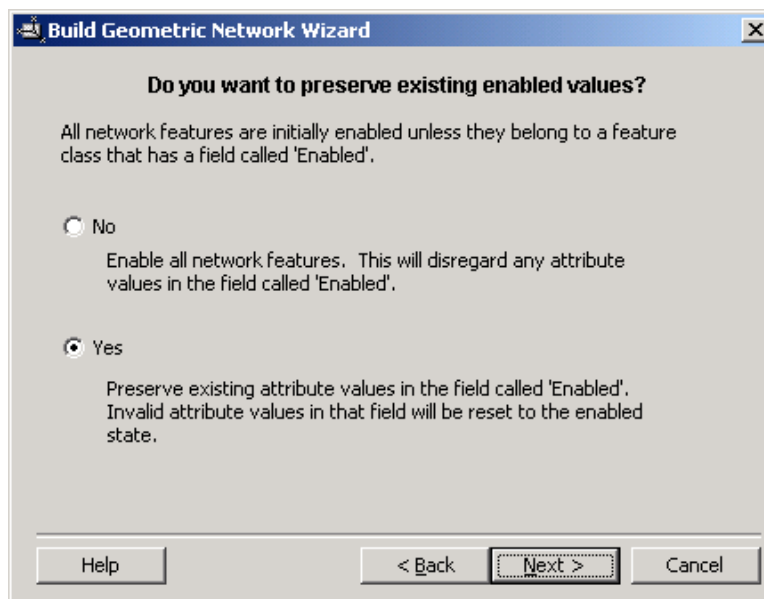 Build Geometric Network Wizard
Do you want to preserve existing enabled values?
All network features are initially enabled unless they belong to a feature
class that has a field called 'Enabled'.
No
Enable all network features.  This will disregard any attribute
values in the field called 'Enabled'.
Yes
Preserve existing attribute values in the field called 'Enabled'.
Invalid attribute values in that field will be reset to the enabled
state.
Help
< Back
Next >
Cancel